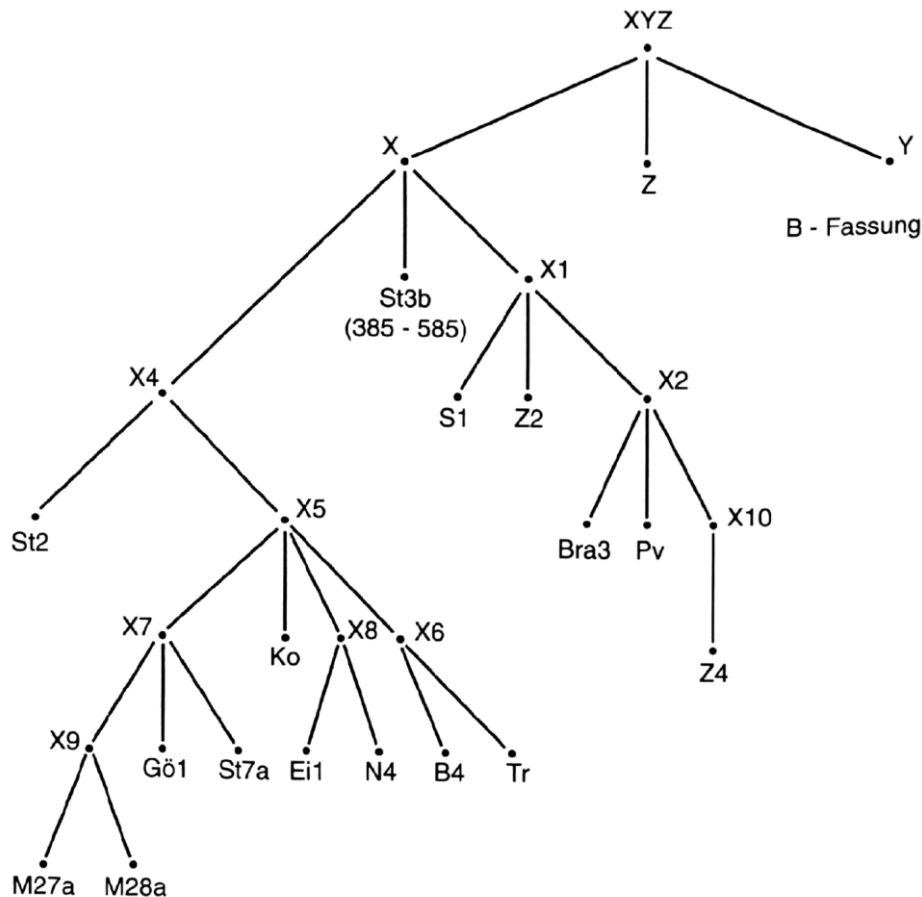 XYZ
X
Z
Y
B - Fassung
St3b
(385 - 585)
X1
X4
S1
Z2
X2
St2
X5
Bra3
Pv
X10
X7
Ko
X8
X6
Z4
X9
Gö1
St7a
Ei1
N4
B4
Tr
M27a
M28a